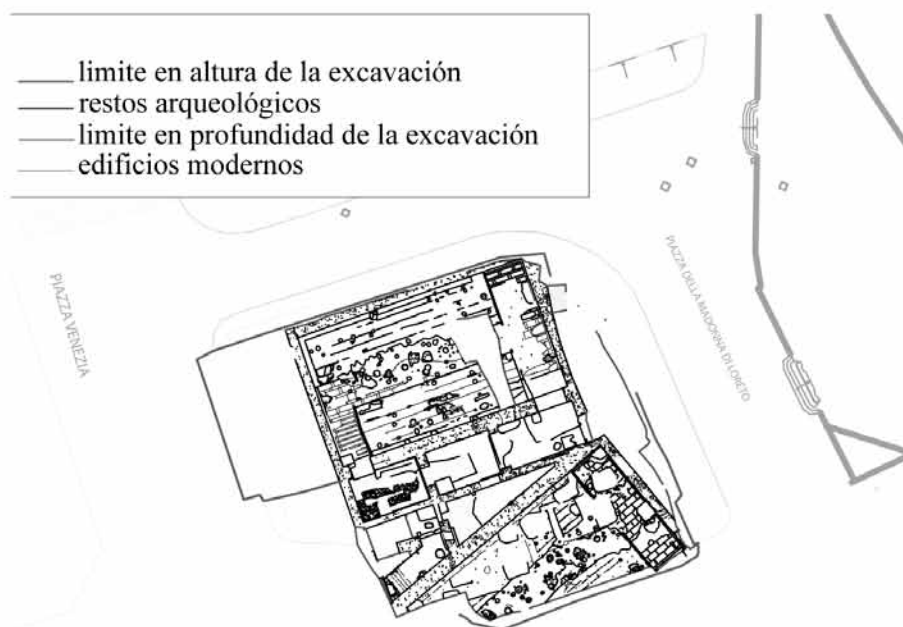 limite en altura de la excavación
restos arqueológicos
limite en profundidad de la excavación
edificios modernos
PIAZZA VENEZIA
PIAZZA DELLA MADONNA DI LORETO